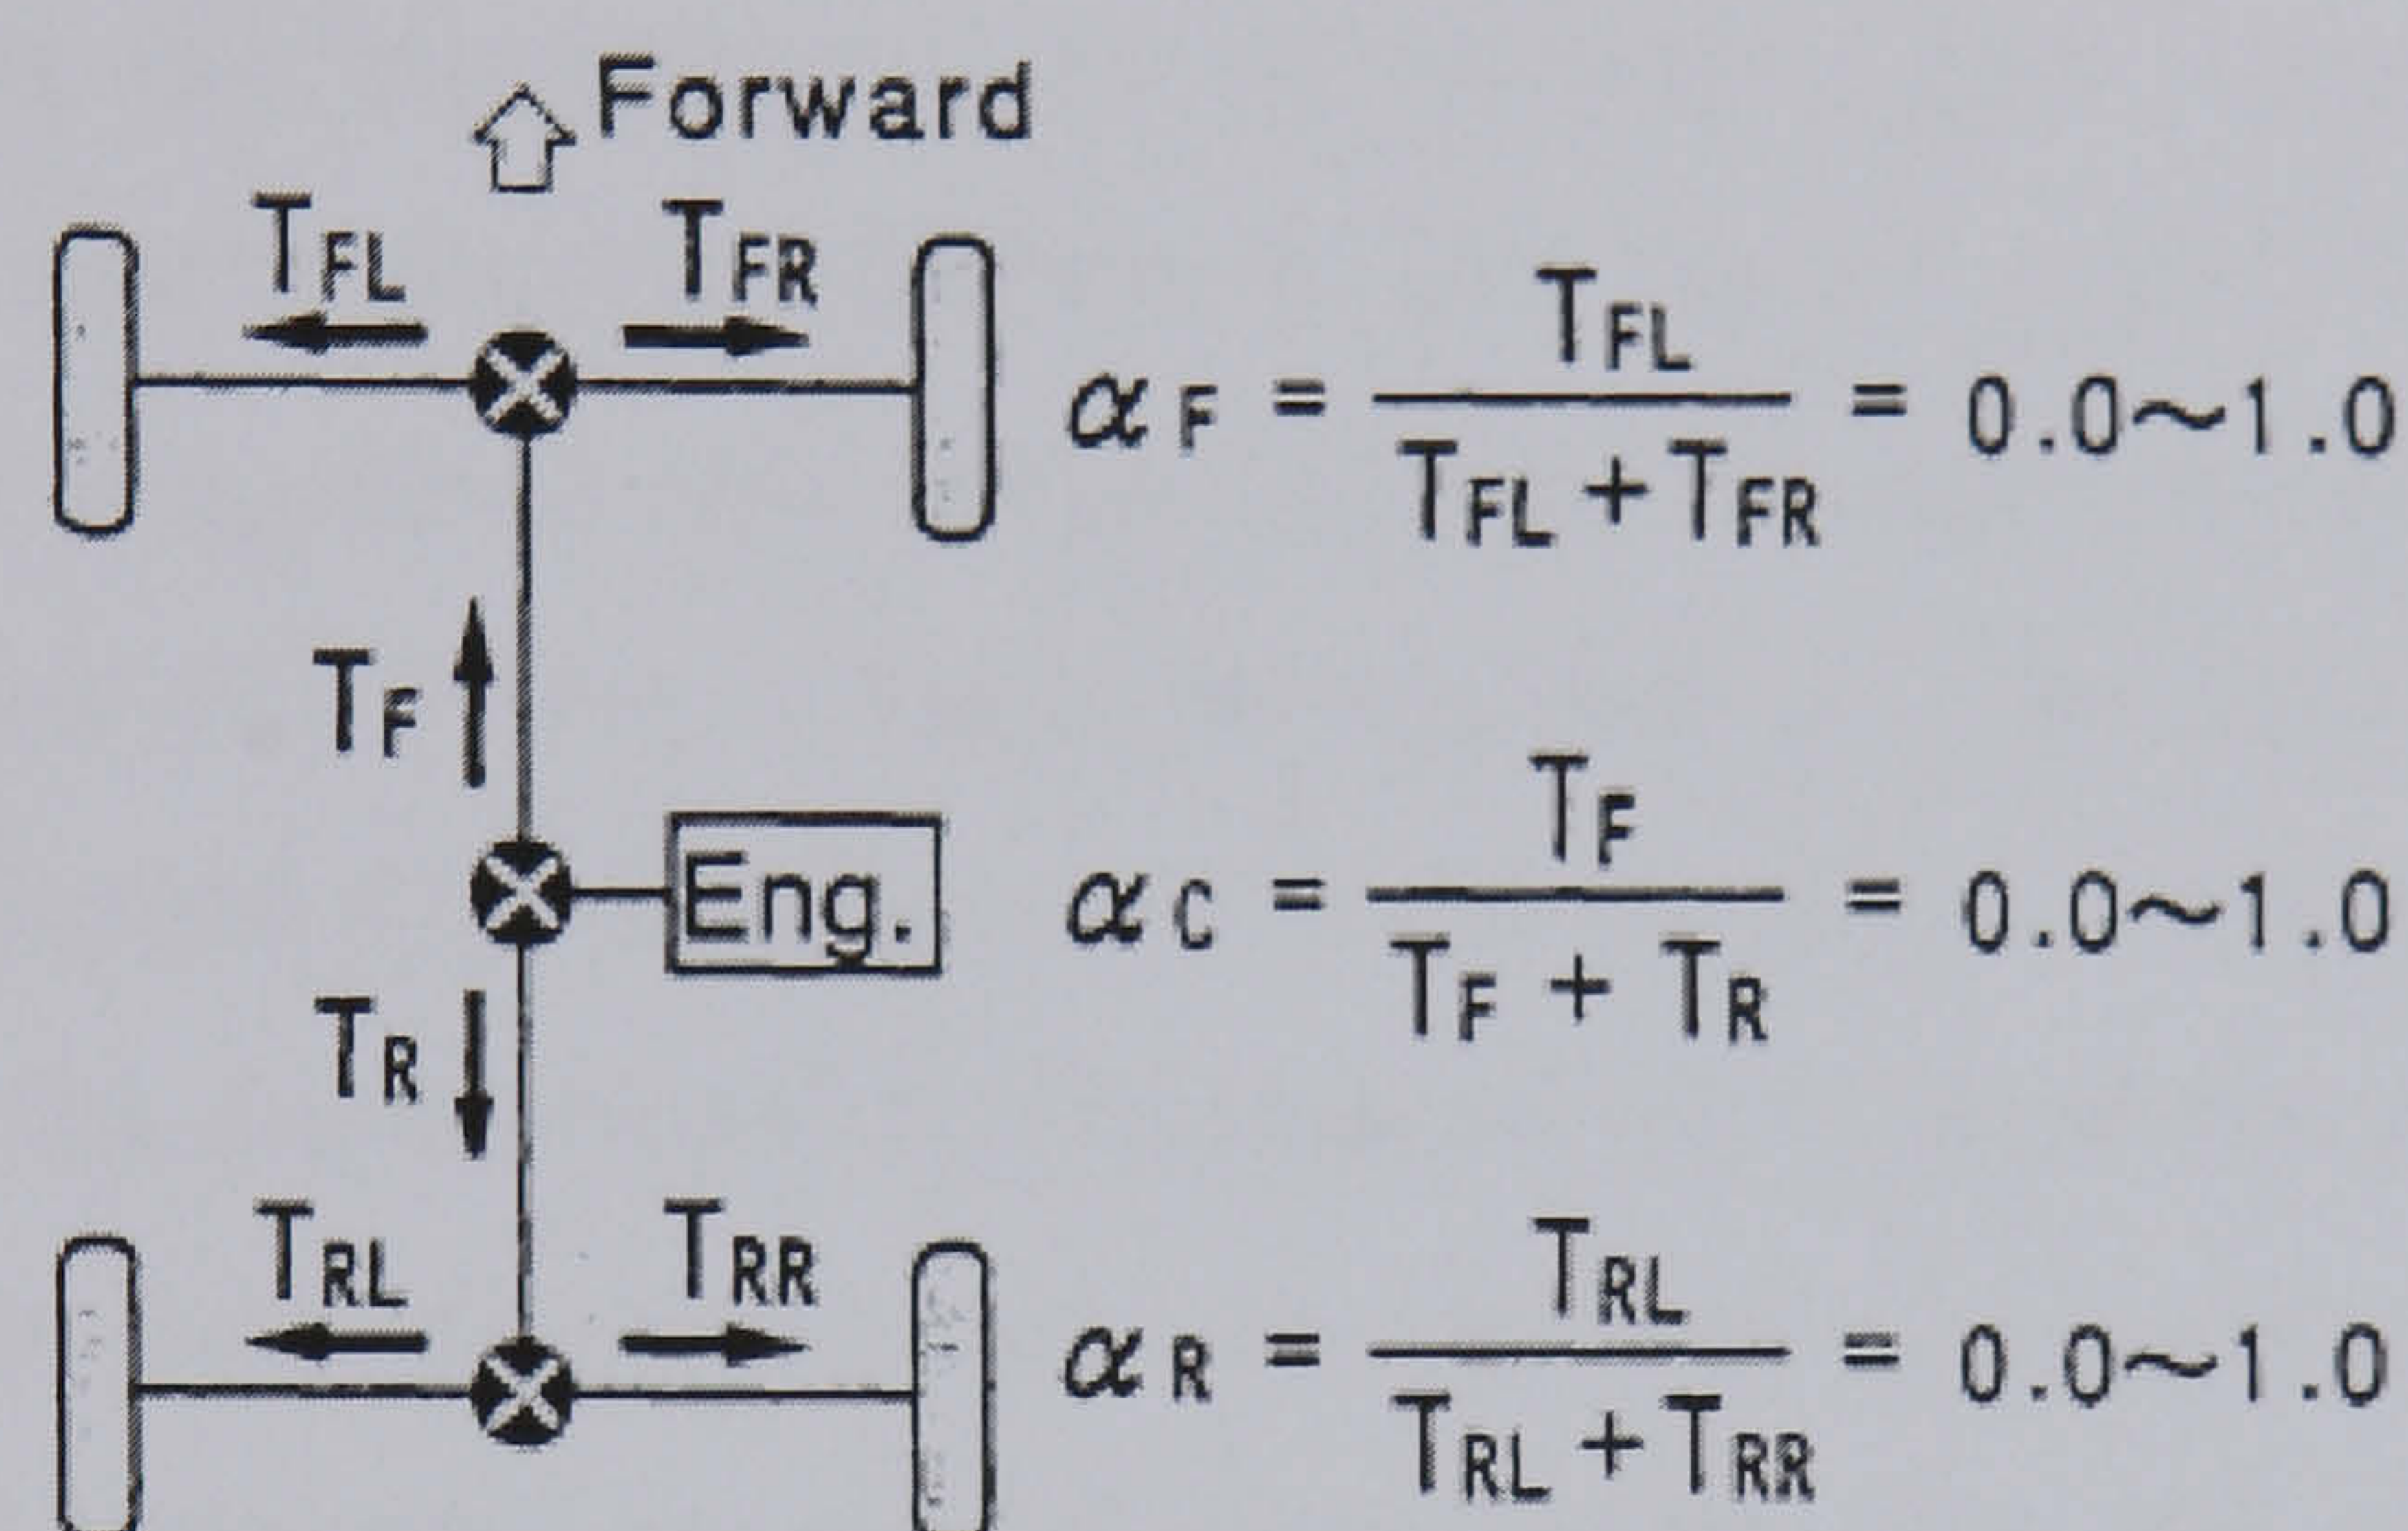 Forward
TFL TFR
αF = TFL / (TFL + TFR) = 0.0~1.0
TF
Eng.
αC = TF / (TF + TR) = 0.0~1.0
TR
TRL TRR
αR = TRL / (TRL + TRR) = 0.0~1.0